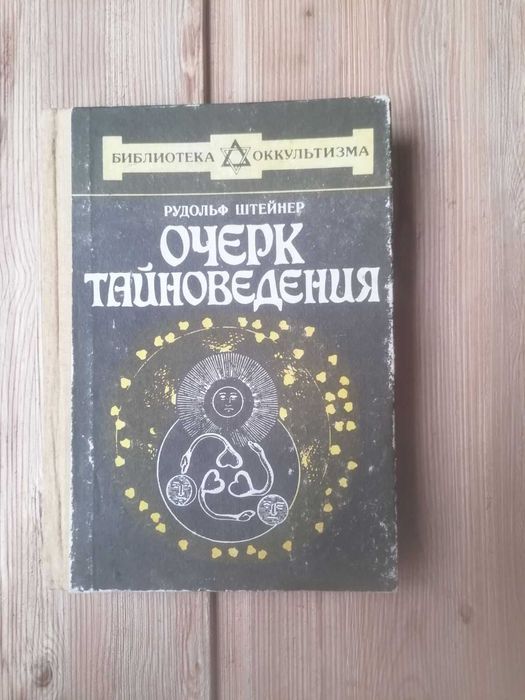 БИБЛИОТЕКА ОККУЛЬТИЗМА
РУДОЛЬФ ШТЕЙНЕР
ОЧЕРК
ТАЙНОВЕДЕНИЯ